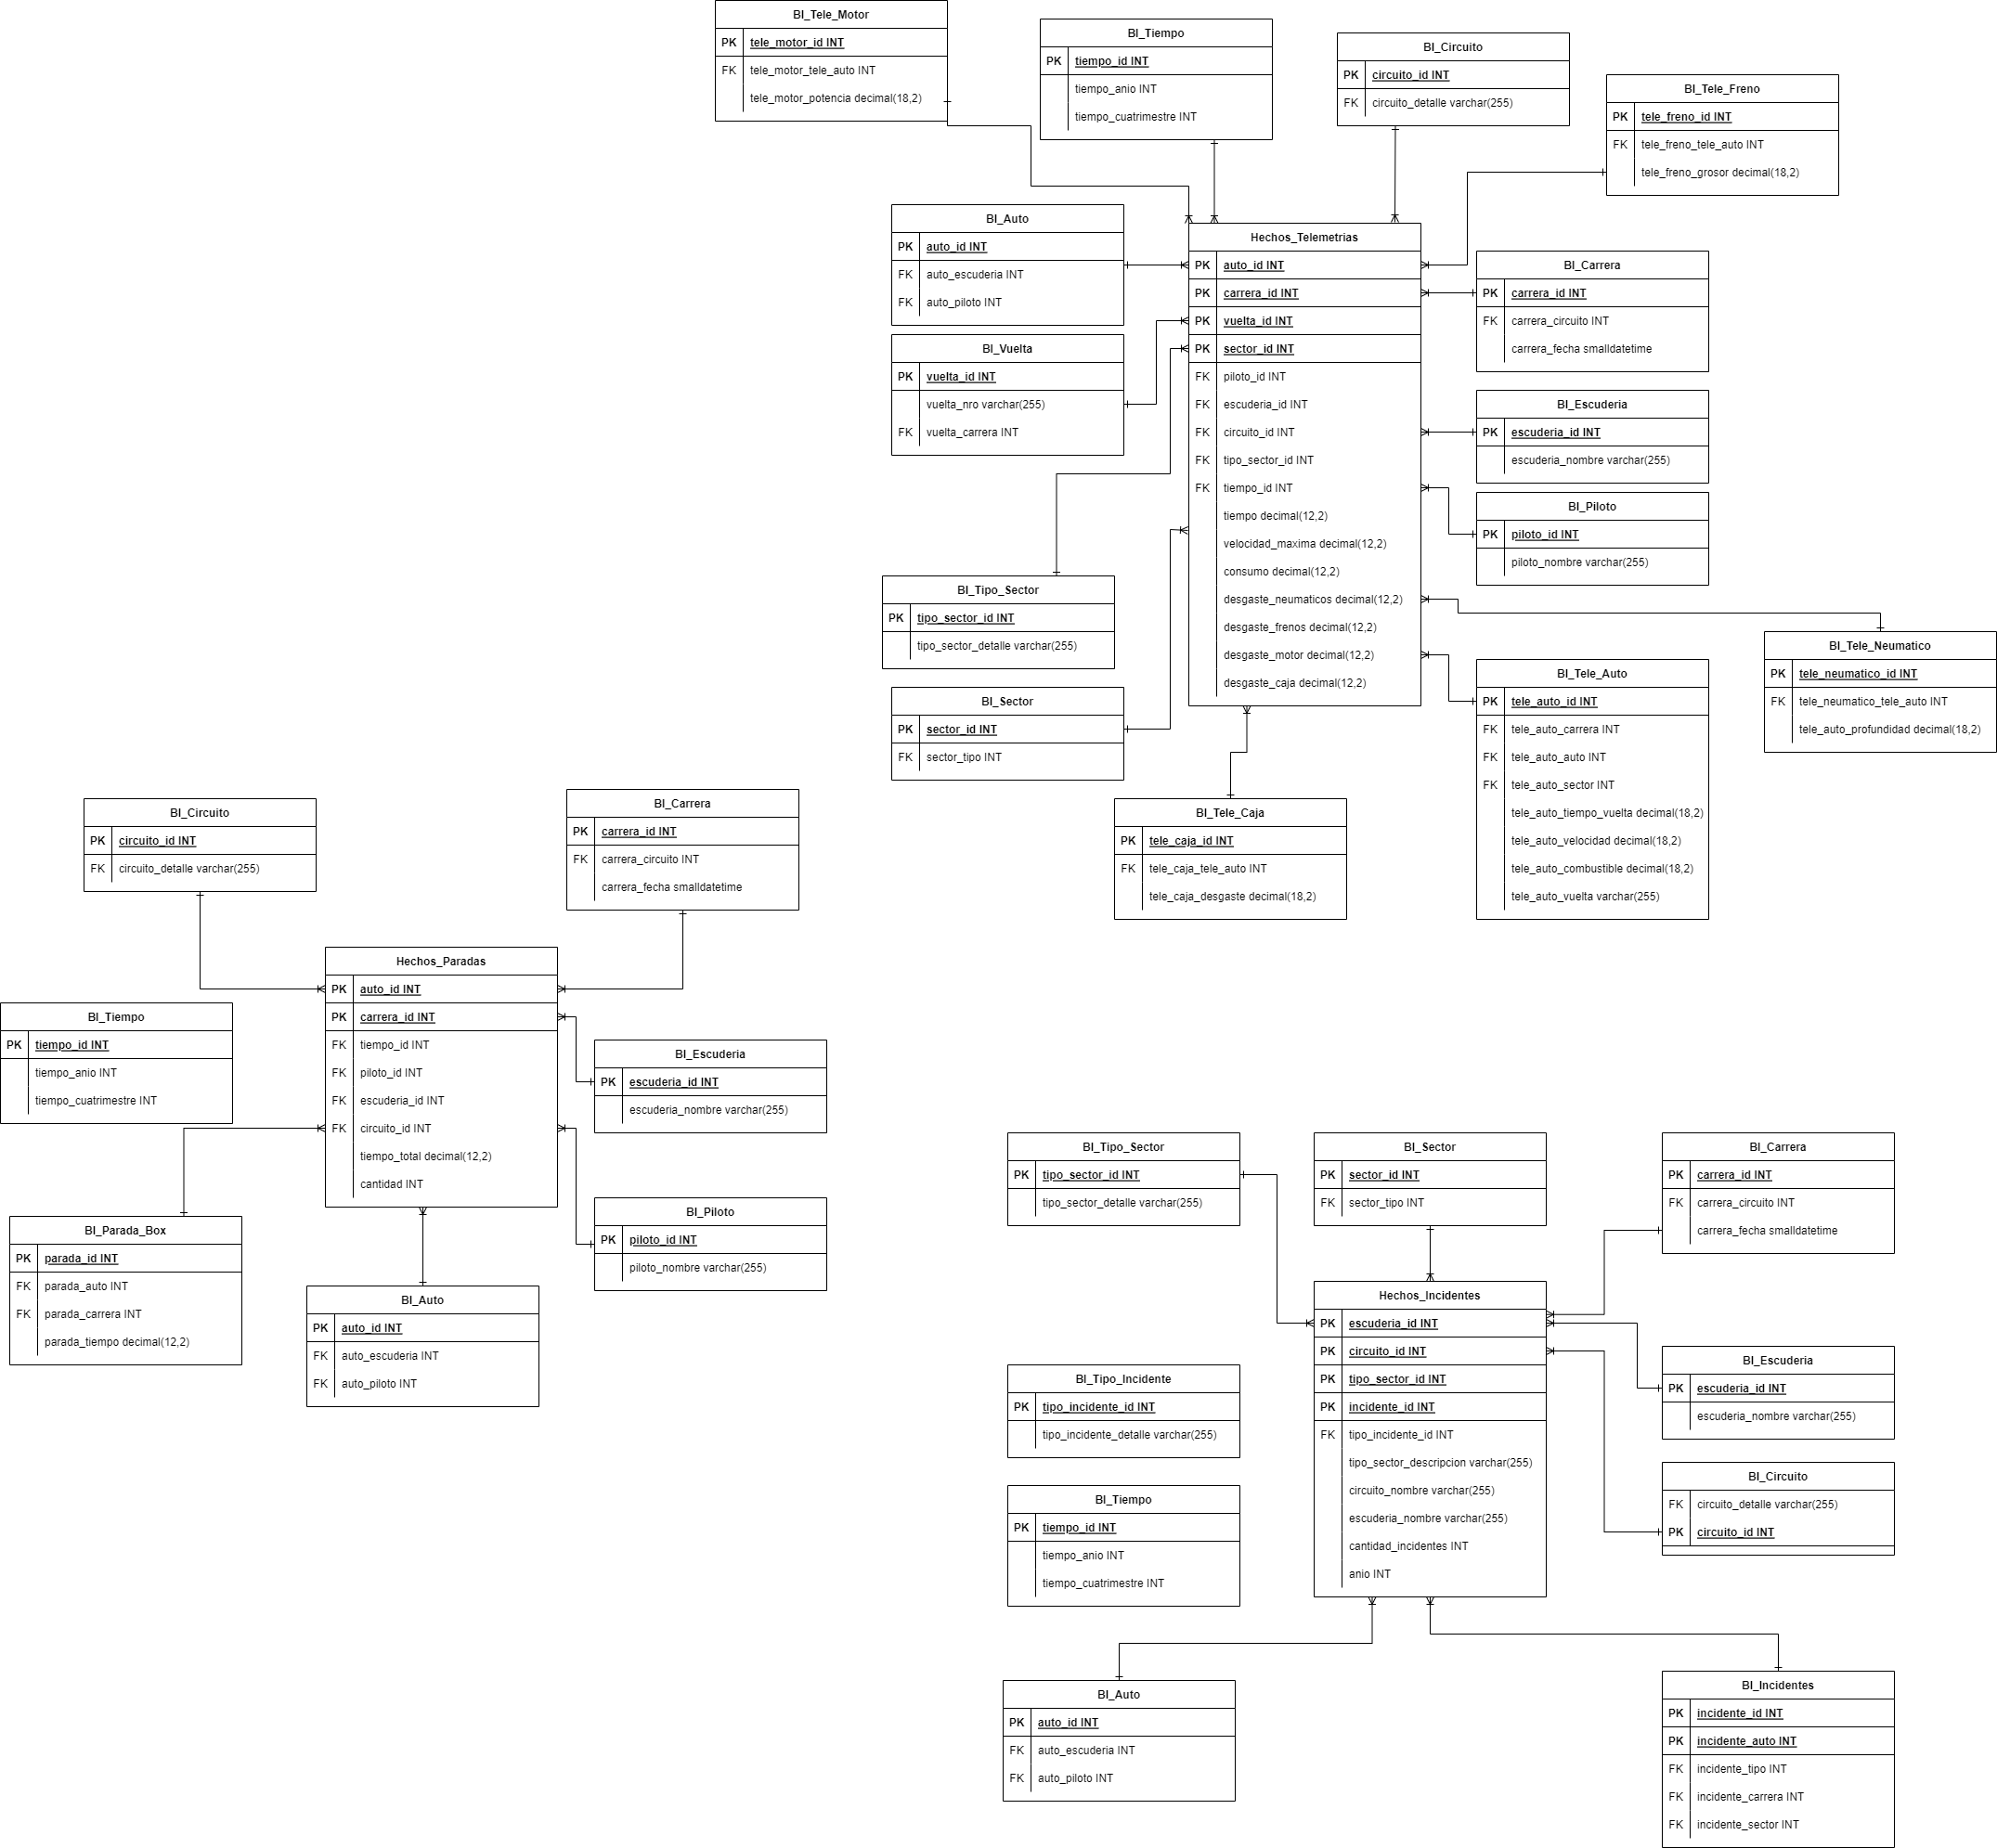 BI_Tele_Motor
PK tele_motor_id INT
FK tele_motor_tele_auto INT
tele_motor_potencia decimal(18,2)
BI_Tiempo
PK tiempo_id INT
tiempo_anio INT
tiempo_cuatrimestre INT
BI_Circuito
PK circuito_id INT
FK circuito_detalle varchar(255)
BI_Tele_Freno
PK tele_freno_id INT
FK tele_freno_tele_auto INT
tele_freno_grosor decimal(18,2)
BI_Auto
PK auto_id INT
FK auto_escuderia INT
FK auto_piloto INT
BI_Vuelta
PK vuelta_id INT
vuelta_nro varchar(255)
FK vuelta_carrera INT
Hechos_Telemetrias
PK auto_id INT
PK carrera_id INT
PK vuelta_id INT
PK sector_id INT
FK piloto_id INT
FK escuderia_id INT
FK circuito_id INT
FK tipo_sector_id INT
FK tiempo_id INT
tiempo decimal(12,2)
velocidad_maxima decimal(12,2)
consumo decimal(12,2)
desgaste_neumaticos decimal(12,2)
desgaste_frenos decimal(12,2)
desgaste_motor decimal(12,2)
desgaste_caja decimal(12,2)
BI_Carrera
PK carrera_id INT
FK carrera_circuito INT
carrera_fecha smalldatetime
BI_Escuderia
PK escuderia_id INT
escuderia_nombre varchar(255)
BI_Piloto
PK piloto_id INT
piloto_nombre varchar(255)
BI_Tipo_Sector
PK tipo_sector_id INT
tipo_sector_detalle varchar(255)
BI_Sector
PK sector_id INT
FK sector_tipo INT
BI_Tele_Neumatico
PK tele_neumatico_id INT
FK tele_neumatico_tele_auto INT
tele_auto_profundidad decimal(18,2)
BI_Tele_Auto
PK tele_auto_id INT
FK tele_auto_carrera INT
FK tele_auto_auto INT
FK tele_auto_sector INT
tele_auto_tiempo_vuelta decimal(18,2)
tele_auto_velocidad decimal(18,2)
tele_auto_combustible decimal(18,2)
tele_auto_vuelta varchar(255)
BI_Tele_Caja
PK tele_caja_id INT
FK tele_caja_tele_auto INT
tele_caja_desgaste decimal(18,2)
BI_Circuito
PK circuito_id INT
FK circuito_detalle varchar(255)
BI_Carrera
PK carrera_id INT
FK carrera_circuito INT
carrera_fecha smalldatetime
Hechos_Paradas
PK auto_id INT
PK carrera_id INT
FK tiempo_id INT
FK piloto_id INT
FK escuderia_id INT
FK circuito_id INT
tiempo_total decimal(12,2)
cantidad INT
BI_Tiempo
PK tiempo_id INT
tiempo_anio INT
tiempo_cuatrimestre INT
BI_Escuderia
PK escuderia_id INT
escuderia_nombre varchar(255)
BI_Piloto
PK piloto_id INT
piloto_nombre varchar(255)
BI_Parada_Box
PK parada_id INT
FK parada_auto INT
FK parada_carrera INT
parada_tiempo decimal(12,2)
BI_Auto
PK auto_id INT
FK auto_escuderia INT
FK auto_piloto INT
BI_Tipo_Sector
PK tipo_sector_id INT
tipo_sector_detalle varchar(255)
BI_Sector
PK sector_id INT
FK sector_tipo INT
BI_Carrera
PK carrera_id INT
FK carrera_circuito INT
carrera_fecha smalldatetime
Hechos_Incidentes
PK escuderia_id INT
PK circuito_id INT
PK tipo_sector_id INT
PK incidente_id INT
FK tipo_incidente_id INT
tipo_sector_descripcion varchar(255)
circuito_nombre varchar(255)
escuderia_nombre varchar(255)
cantidad_incidentes INT
anio INT
BI_Tipo_Incidente
PK tipo_incidente_id INT
tipo_incidente_detalle varchar(255)
BI_Tiempo
PK tiempo_id INT
tiempo_anio INT
tiempo_cuatrimestre INT
BI_Escuderia
PK escuderia_id INT
escuderia_nombre varchar(255)
BI_Circuito
FK circuito_detalle varchar(255)
PK circuito_id INT
BI_Auto
PK auto_id INT
FK auto_escuderia INT
FK auto_piloto INT
BI_Incidentes
PK incidente_id INT
PK incidente_auto INT
FK incidente_tipo INT
FK incidente_carrera INT
FK incidente_sector INT